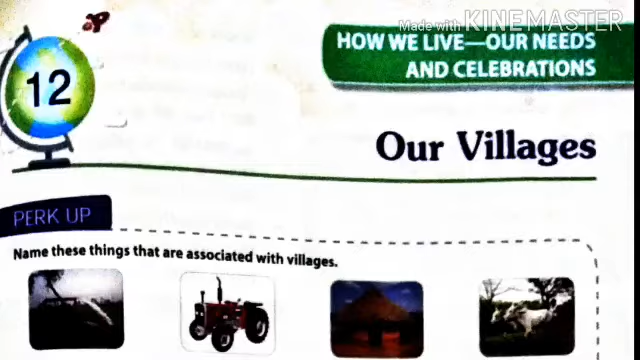 Made with KINEMASTER
HOW WE LIVE—OUR NEEDS
AND CELEBRATIONS
12
Our Villages
PERK UP
Name these things that are associated with villages.